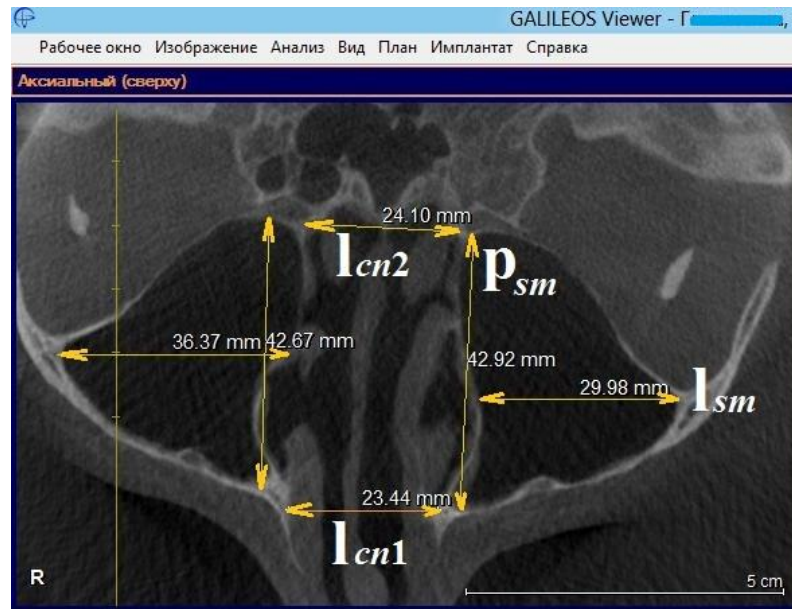 GALILEOS Viewer - Г
Рабочее окно Изображение Анализ Вид План Имплантат Справка
Аксиальный (сверху)
24.10 mm
lcn2
psm
36.37 mm
42.67 mm
42.92 mm
29.98 mm
lsm
23.44 mm
lcn1
R
5 cm